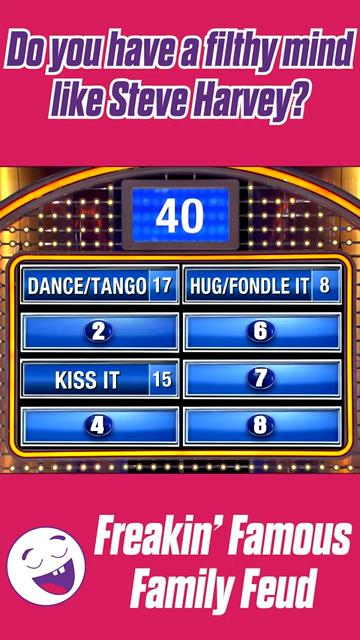 Do you have a filthy mind
like Steve Harvey?
40
DANCE/TANGO 17
HUG/FONDLE IT 8
2
6
KISS IT 15
7
4
8
Freakin' Famous
Family Feud